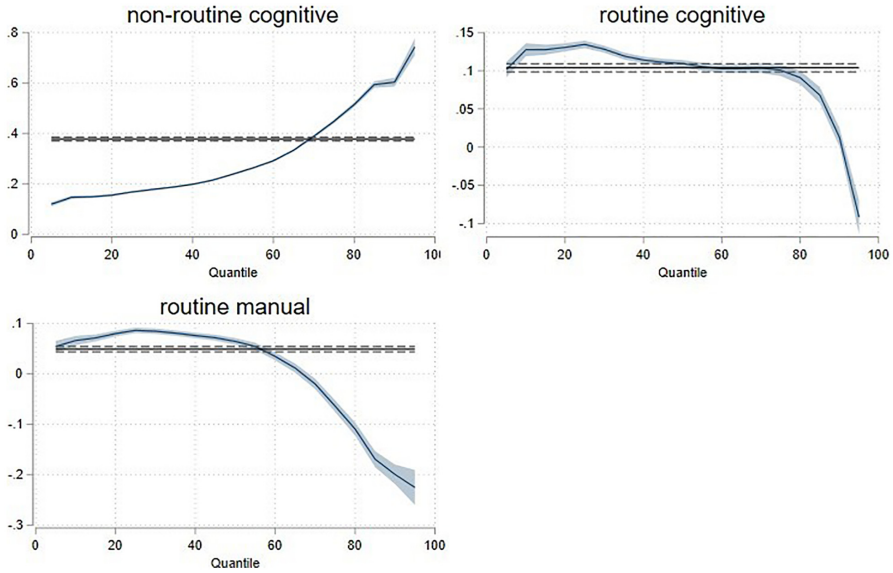 non-routine cognitive
.8
.6
.4
.2
0
0 20 40 60 80 100
Quantile
routine cognitive
.15
.1
.05
0
-.05
-.1
0 20 40 60 80 100
Quantile
routine manual
.1
0
-.1
-.2
-.3
0 20 40 60 80 100
Quantile